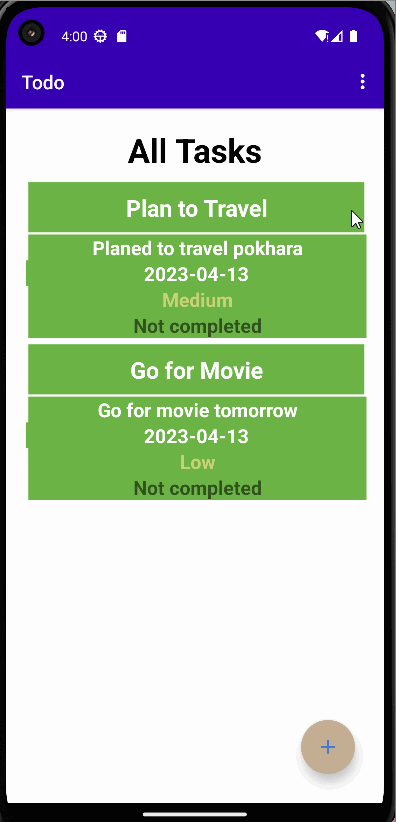 4:00
Todo
All Tasks
Plan to Travel
Planed to travel pokhara
2023-04-13
Medium
Not completed
Go for Movie
Go for movie tomorrow
2023-04-13
Low
Not completed
+